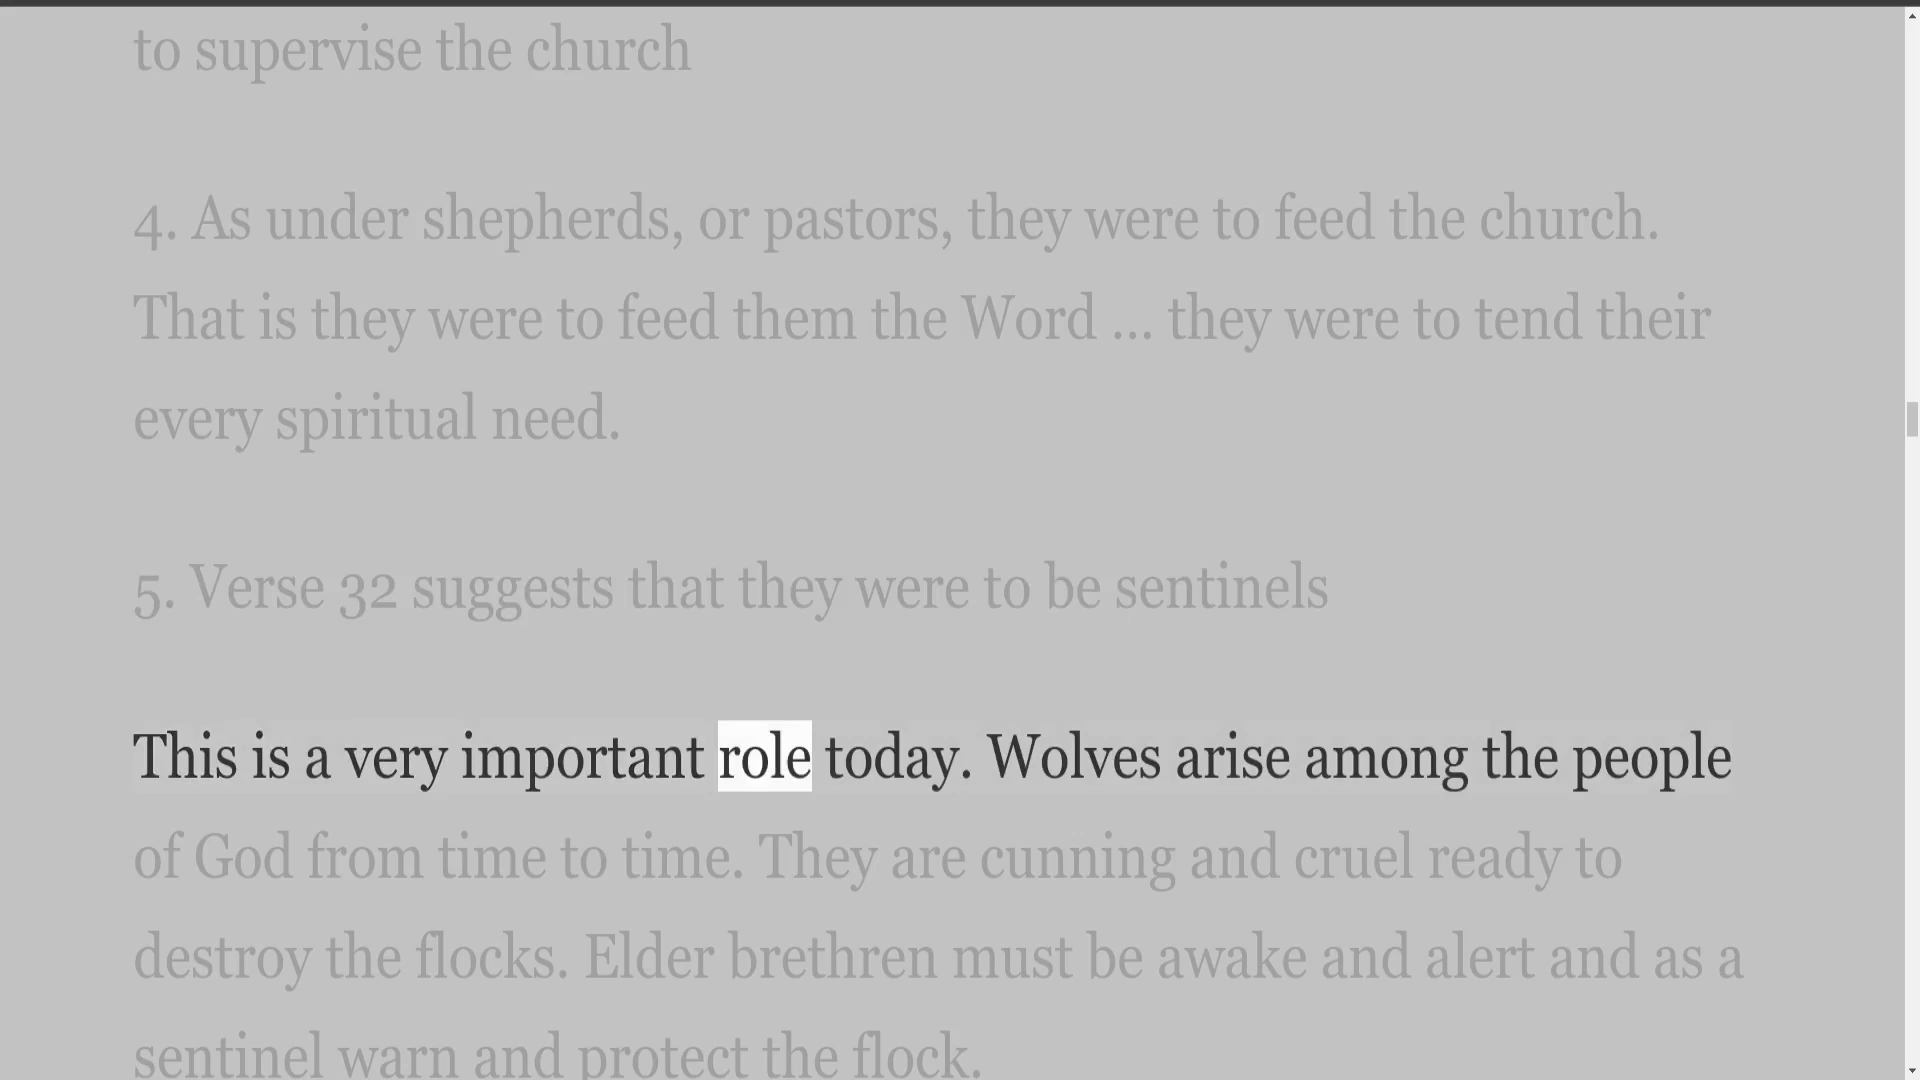 to supervise the church
4. As under shepherds, or pastors, they were to feed the church.
That is they were to feed them the Word ... they were to tend their
every spiritual need.
5. Verse 32 suggests that they were to be sentinels
This is a very important role today. Wolves arise among the people
of God from time to time. They are cunning and cruel ready to
destroy the flocks. Elder brethren must be awake and alert and as a
sentinel warn and protect the flock.